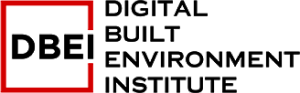 DBEI
DIGITAL
BUILT
ENVIRONMENT
INSTITUTE